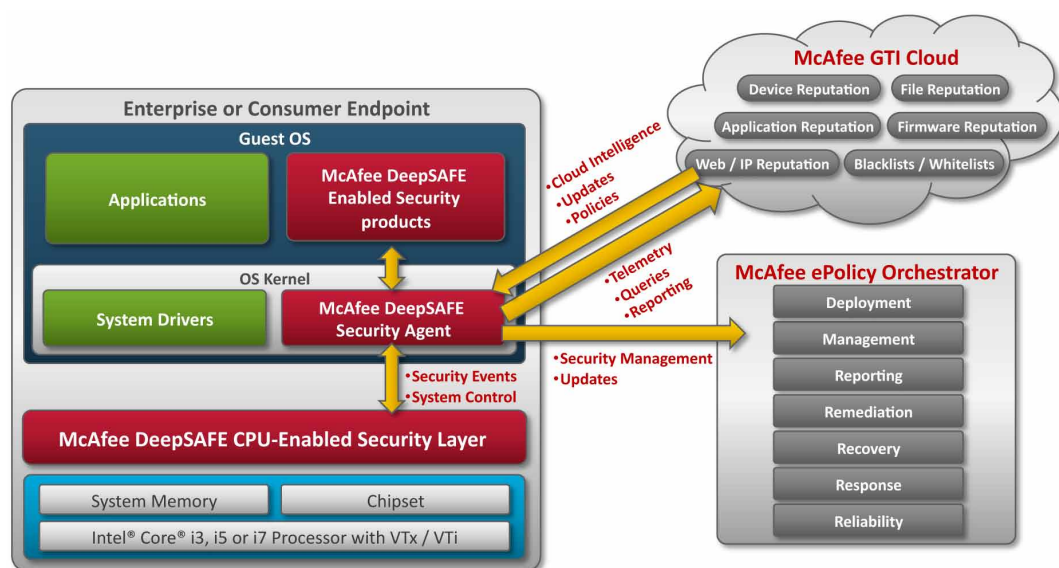 McAfee GTI Cloud
Device Reputation
File Reputation
Application Reputation
Firmware Reputation
Web / IP Reputation
Blacklists / Whitelists
Enterprise or Consumer Endpoint
Guest OS
Applications
McAfee DeepSAFE
Enabled Security
products
OS Kernel
System Drivers
McAfee DeepSAFE
Security Agent
•Cloud Intelligence
•Updates
•Policies
•Telemetry
•Queries
•Reporting
•Security Management
•Updates
•Security Events
•System Control
McAfee DeepSAFE CPU-Enabled Security Layer
System Memory
Chipset
Intel® Core® i3, i5 or i7 Processor with VTx / VTi
McAfee ePolicy Orchestrator
Deployment
Management
Reporting
Remediation
Recovery
Response
Reliability